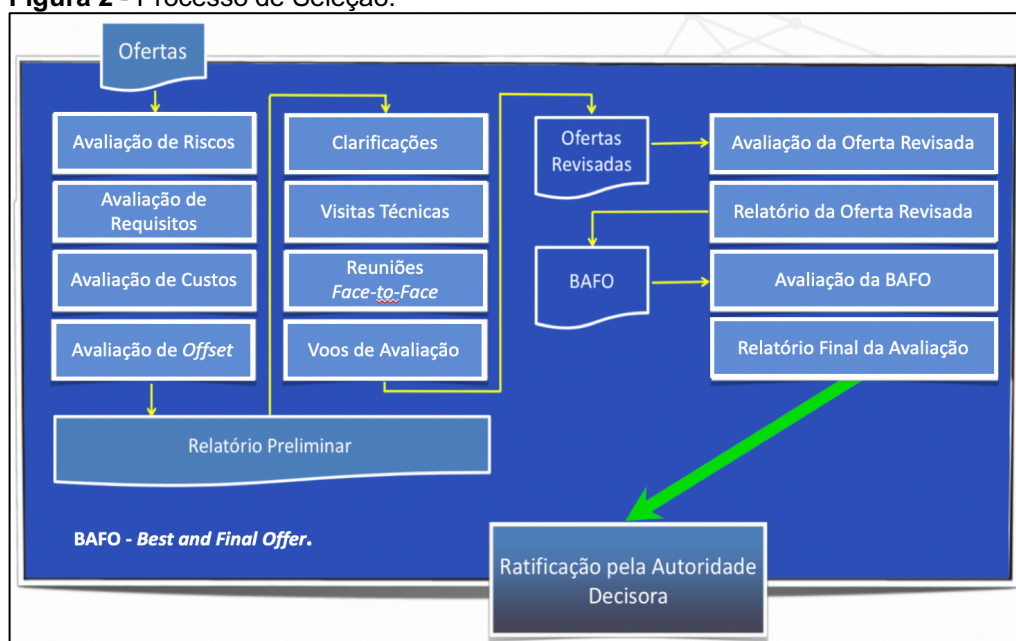 Figura 2 - Processo de Seleção.
Ofertas
Avaliação de Riscos
Avaliação de
Requisitos
Avaliação de Custos
Avaliação de Offset
Relatório Preliminar
Clarificações
Visitas Técnicas
Reuniões
Face-to-Face
Voos de Avaliação
Ofertas
Revisadas
Avaliação da Oferta Revisada
Relatório da Oferta Revisada
BAFO
Avaliação da BAFO
Relatório Final da Avaliação
BAFO - Best and Final Offer.
Ratificação pela Autoridade
Decisora